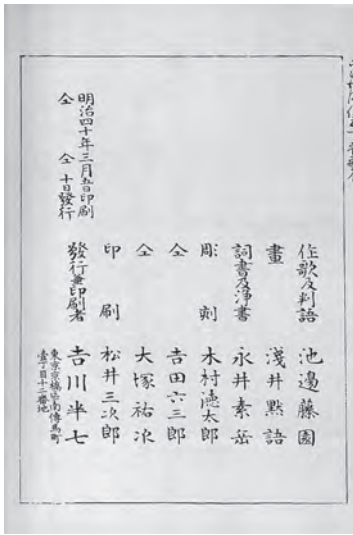 作歌及判語　池邊藤園
畫　淺井黙語
詞書及淨書　永井素岳
彫刻　木村徳太郎
仝　吉田六三郎
仝　大塚祐次
印刷　松井三次郎
發行兼印刷者　吉川半七
東京京橋區南傳馬町
壹丁目十二番地
明治四十年三月五日印刷
仝　仝　十日發行